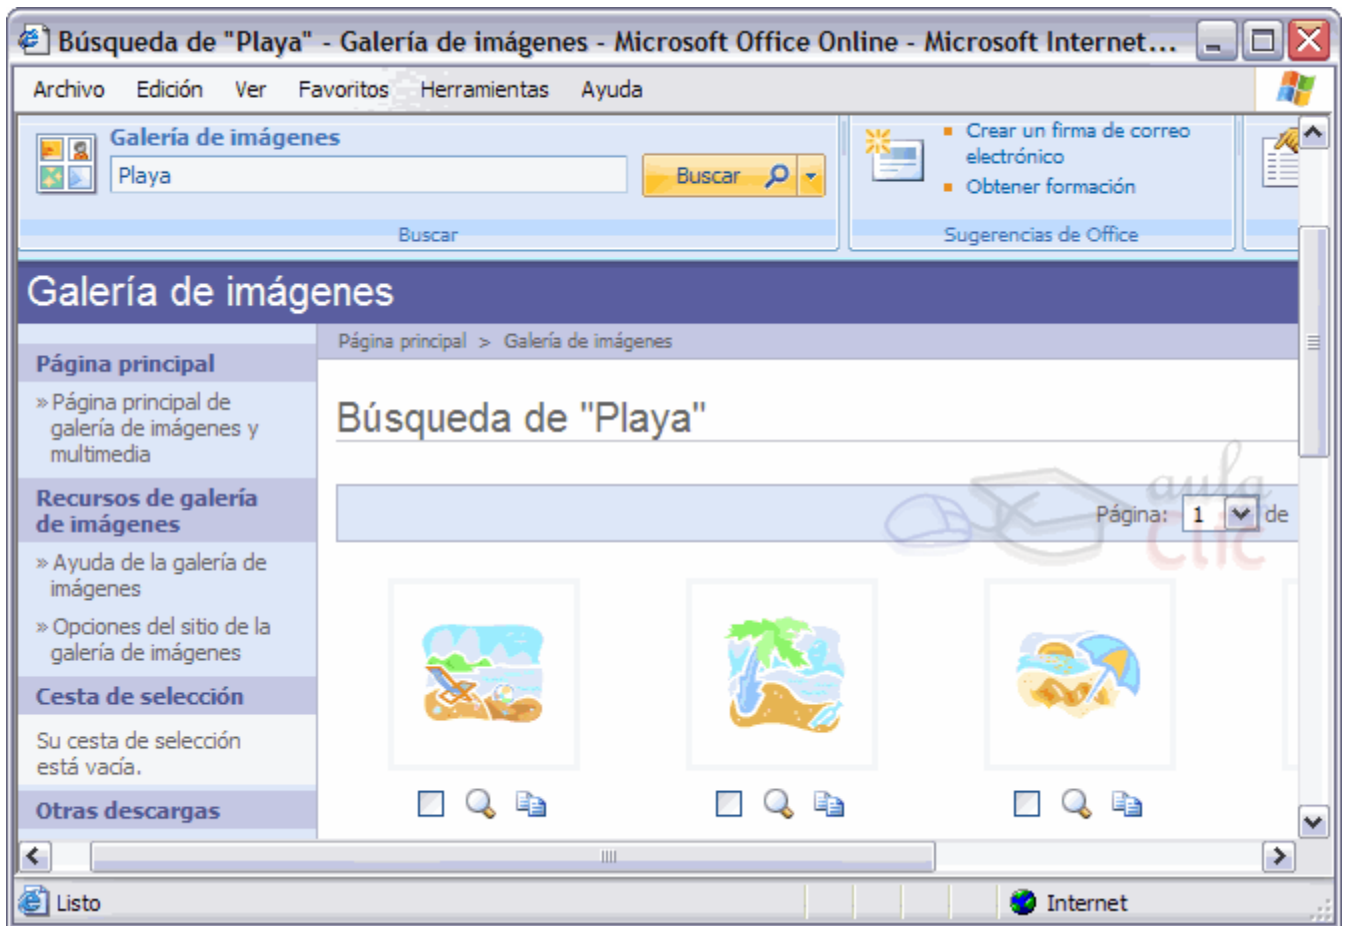 Búsqueda de "Playa" - Galería de imágenes - Microsoft Office Online - Microsoft Internet...
Archivo Edición Ver Favoritos Herramientas Ayuda
Galería de imágenes
Playa
Buscar
Buscar
Crear un firma de correo
electrónico
Obtener formación
Sugerencias de Office
Galería de imágenes
Página principal > Galería de imágenes
Página principal
» Página principal de
galería de imágenes y
multimedia
Recursos de galería
de imágenes
» Ayuda de la galería de
imágenes
» Opciones del sitio de la
galería de imágenes
Cesta de selección
Su cesta de selección
está vacía.
Otras descargas
Búsqueda de "Playa"
aula
Clic
Página: 1 de
Listo
Internet